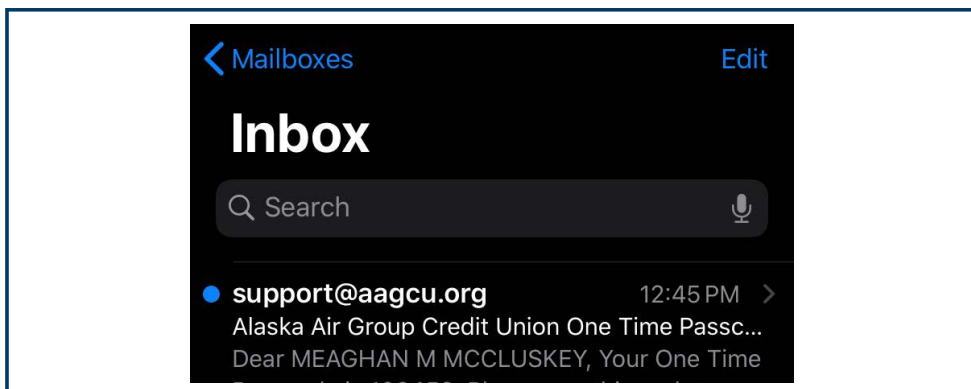 Mailboxes Edit
Inbox
Search
support@aagcu.org 12:45 PM
Alaska Air Group Credit Union One Time Passc...
Dear MEAGHAN M MCCLUSKEY, Your One Time